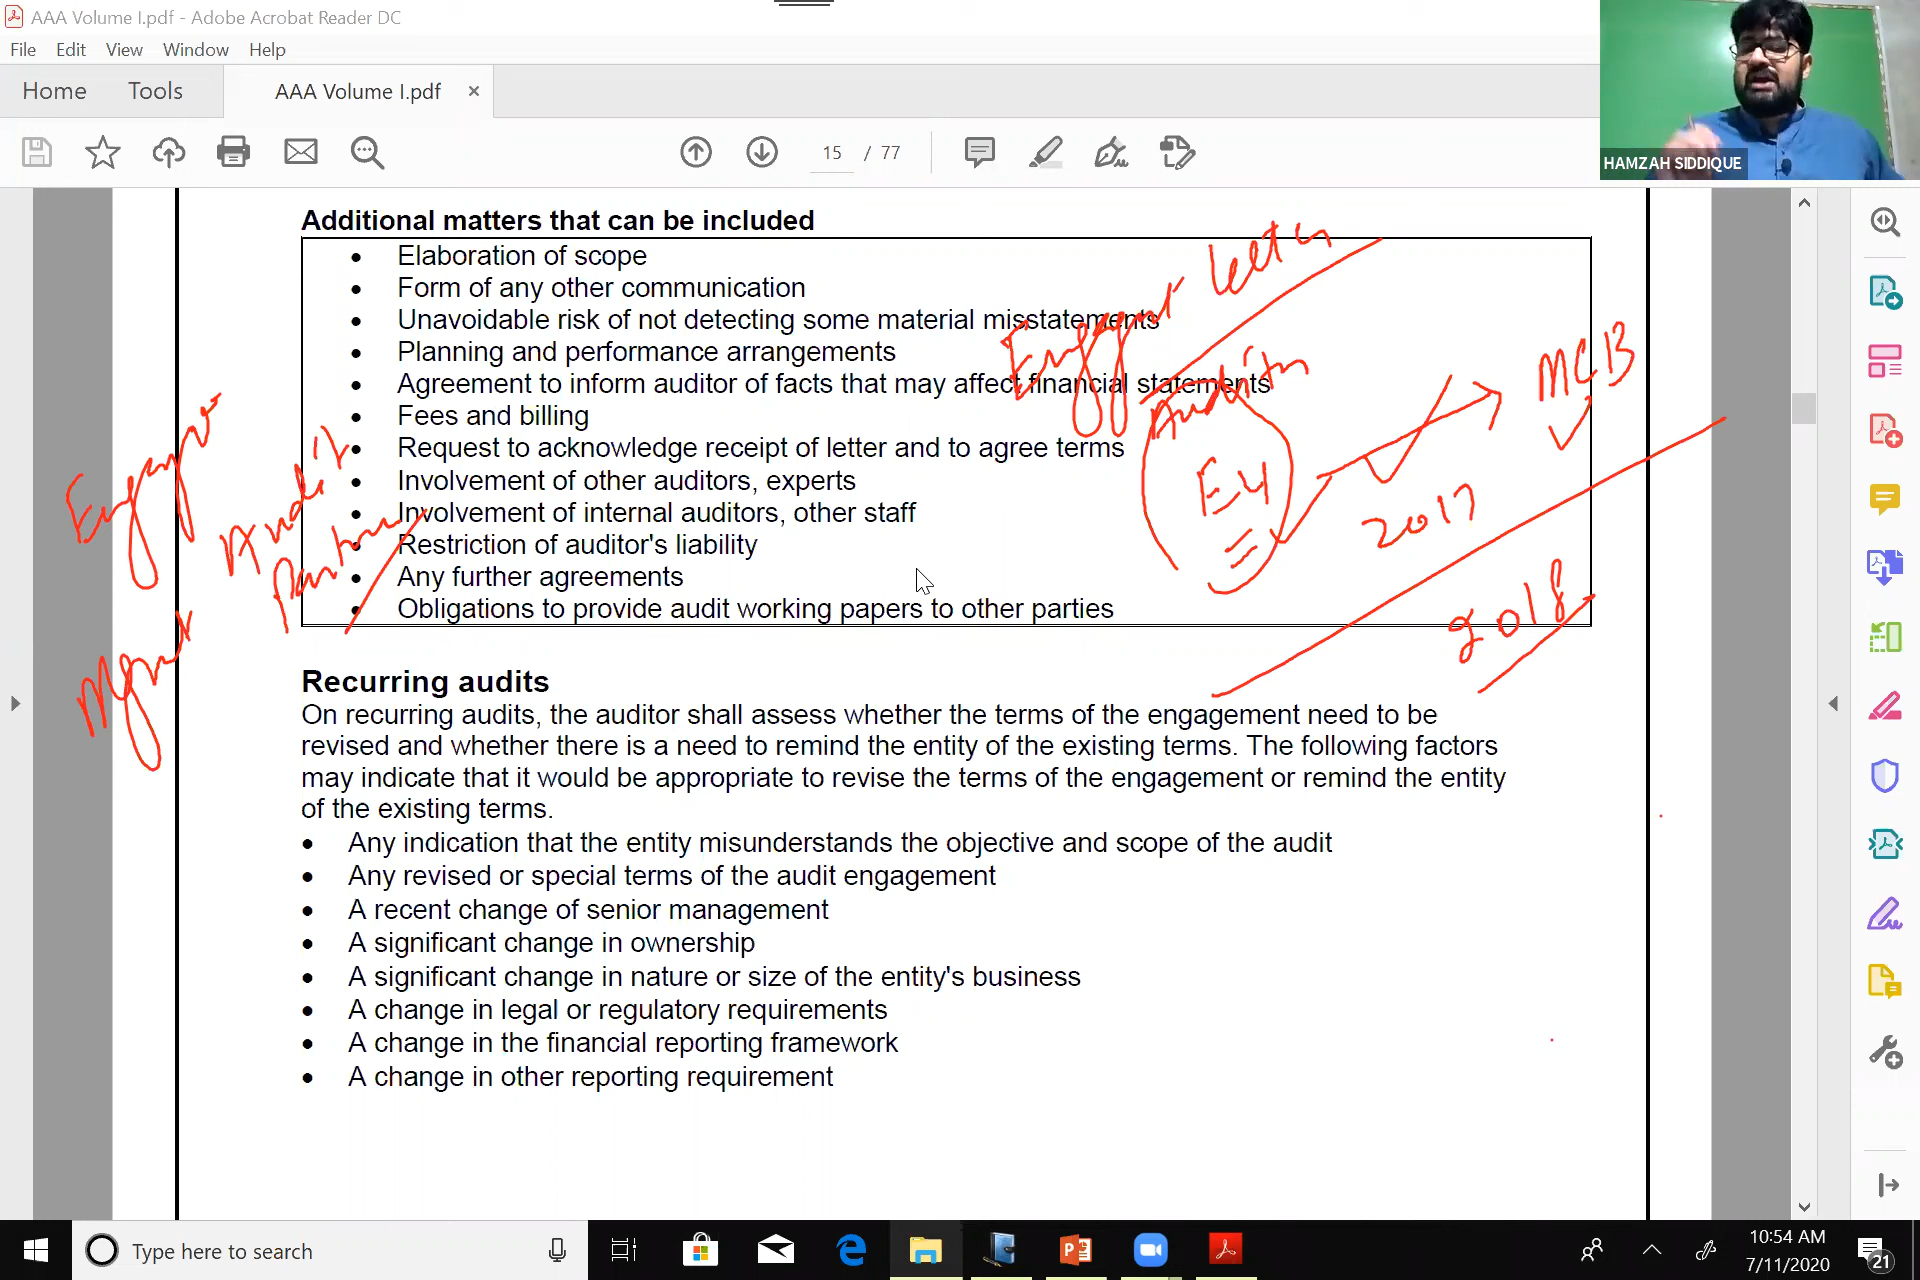 AAA Volume I.pdf - Adobe Acrobat Reader DC
File Edit View Window Help
Home Tools AAA Volume I.pdf ×
15 / 77
HAMZAH SIDDIQUE
Additional matters that can be included
• Elaboration of scope
• Form of any other communication
• Unavoidable risk of not detecting some material misstatements
• Planning and performance arrangements
• Agreement to inform auditor of facts that may affect financial statements
• Fees and billing
• Request to acknowledge receipt of letter and to agree terms
• Involvement of other auditors, experts
• Involvement of internal auditors, other staff
• Restriction of auditor's liability
• Any further agreements
• Obligations to provide audit working papers to other parties
MCB
EY
2017
2018
Audit
Recurring audits
On recurring audits, the auditor shall assess whether the terms of the engagement need to be
revised and whether there is a need to remind the entity of the existing terms. The following factors
may indicate that it would be appropriate to revise the terms of the engagement or remind the entity
of the existing terms.
• Any indication that the entity misunderstands the objective and scope of the audit
• Any revised or special terms of the audit engagement
• A recent change of senior management
• A significant change in ownership
• A significant change in nature or size of the entity's business
• A change in legal or regulatory requirements
• A change in the financial reporting framework
• A change in other reporting requirement
Type here to search
10:54 AM
7/11/2020
21